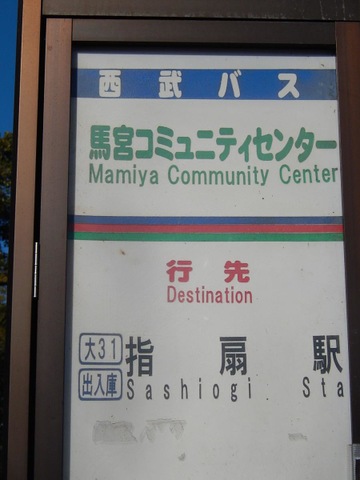 西武バス
馬宮コミュニティセンター
Mamiya Community Center
行先
Destination
大31
指扇駅
出入庫
Sashiogi Sta